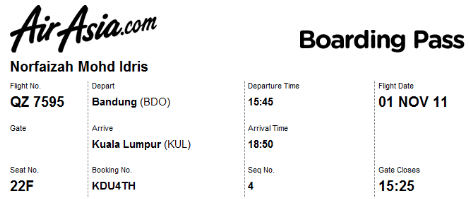 AirAsia.com
Boarding Pass
Norfaizah Mohd Idris
Flight No. Depart Departure Time Flight Date
QZ 7595 Bandung (BDO) 15:45 01 NOV 11
Gate Arrive Arrival Time
Kuala Lumpur (KUL) 18:50
Seat No. Booking No. Seq No. Gate Closes
22F KDU4TH 4 15:25